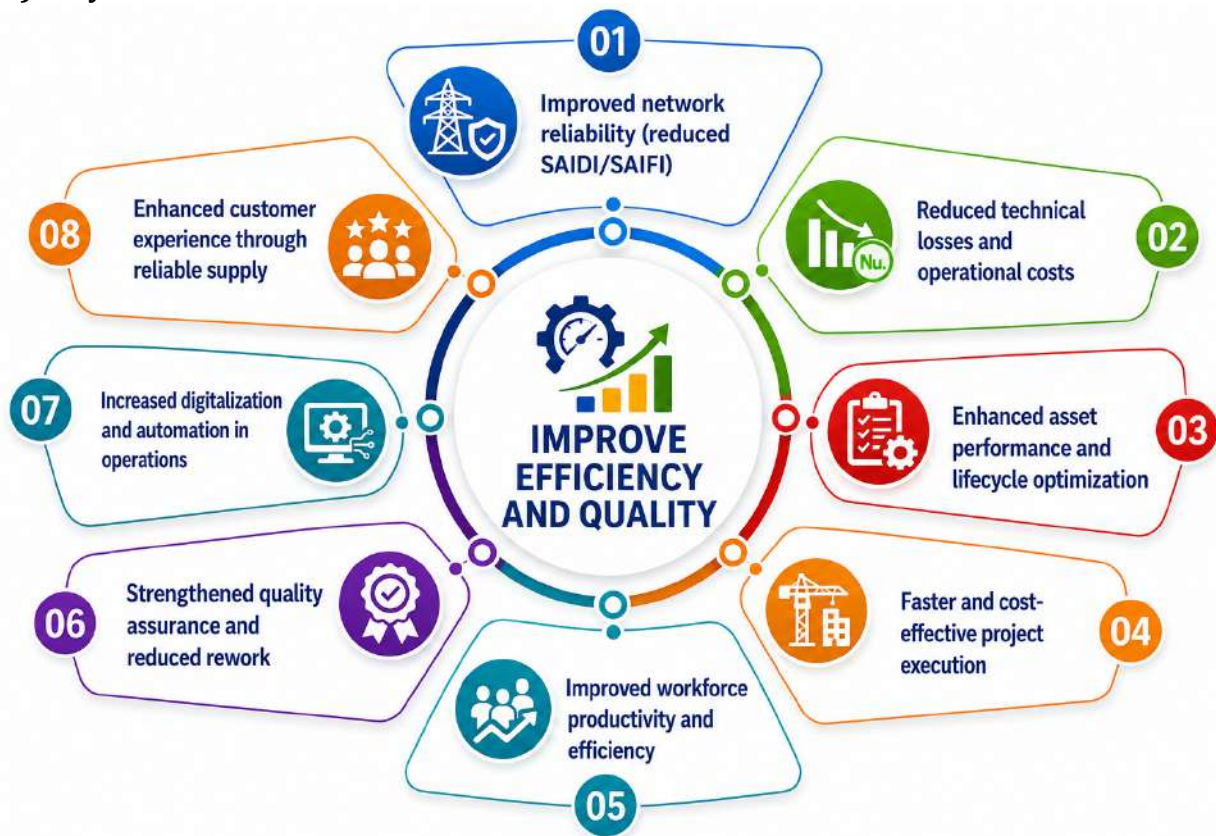 01
Improved network
reliability (reduced
SAIDI/SAIFI)
02
Reduced technical
losses and
operational costs
Nu.
03
Enhanced asset
performance and
lifecycle optimization
04
Faster and cost-
effective project
execution
05
Improved workforce
productivity and
efficiency
06
Strengthened quality
assurance and
reduced rework
07
Increased digitalization
and automation in
operations
08
Enhanced customer
experience through
reliable supply
IMPROVE
EFFICIENCY
AND QUALITY